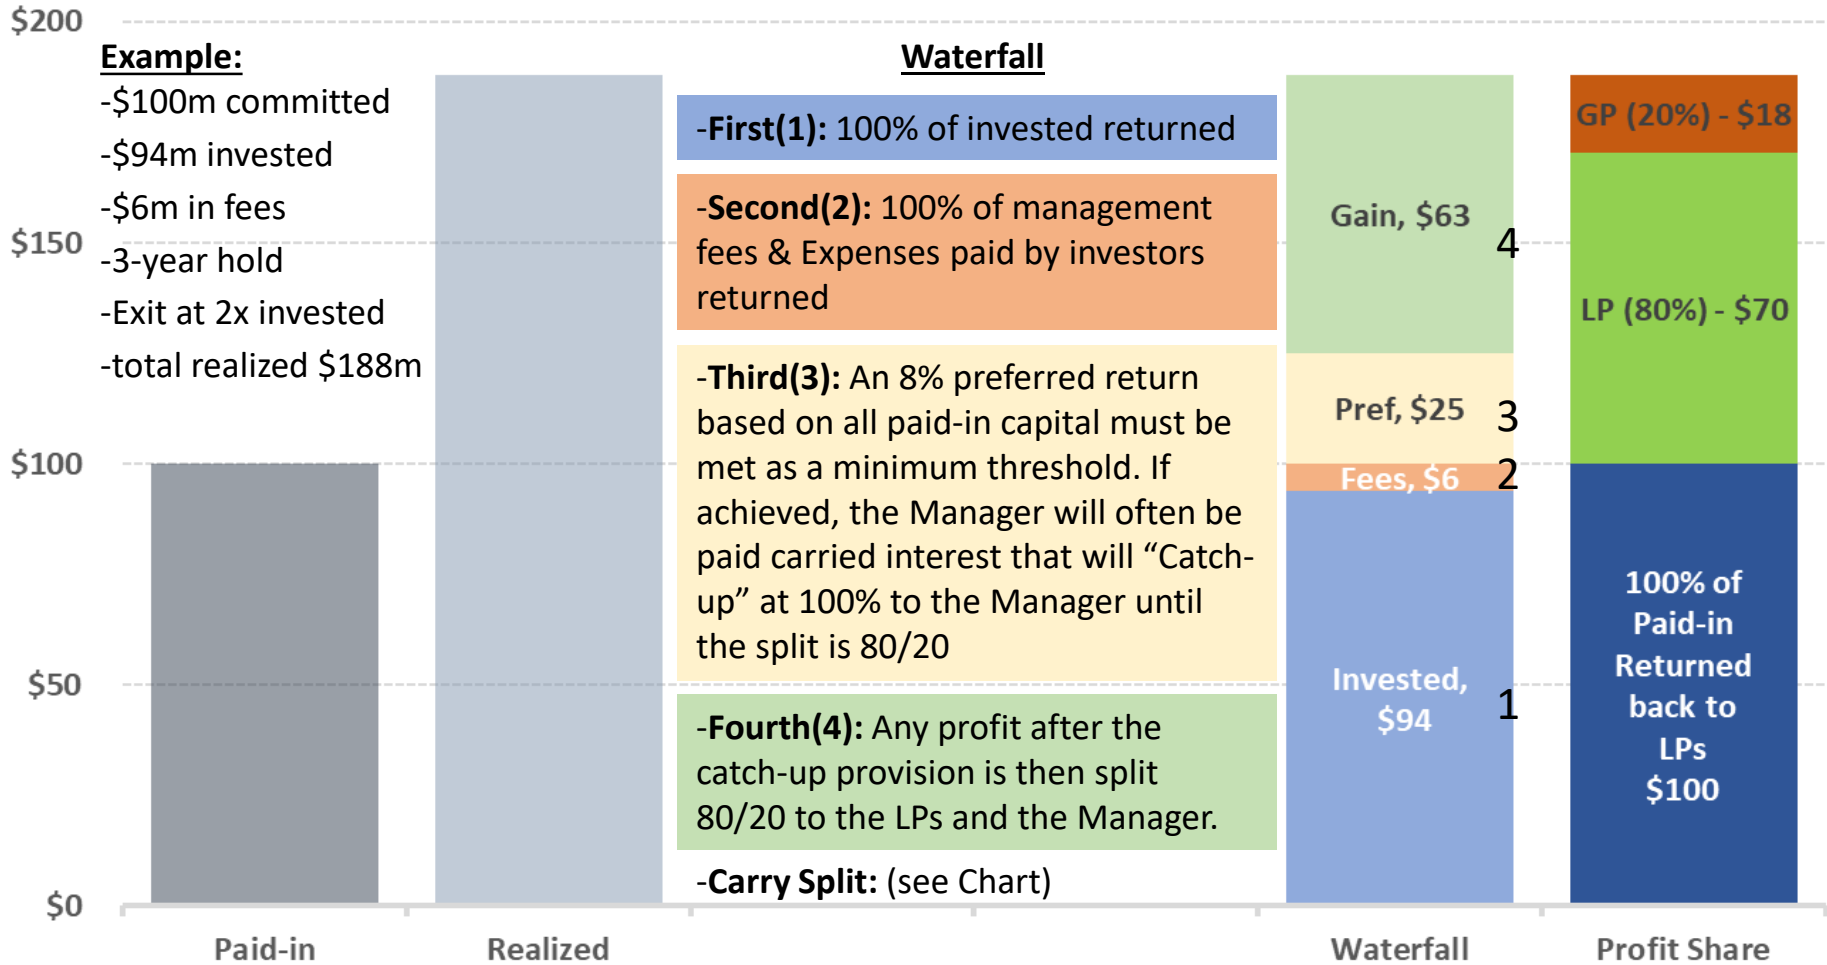 $200
$150
$100
$50
$0
Example:
-$100m committed
-$94m invested
-$6m in fees
-3-year hold
-Exit at 2x invested
-total realized $188m
Waterfall
-First(1): 100% of invested returned
-Second(2): 100% of management
fees & Expenses paid by investors
returned
-Third(3): An 8% preferred return
based on all paid-in capital must be
met as a minimum threshold. If
achieved, the Manager will often be
paid carried interest that will “Catch-
up” at 100% to the Manager until
the split is 80/20
-Fourth(4): Any profit after the
catch-up provision is then split
80/20 to the LPs and the Manager.
-Carry Split: (see Chart)
Gain, $63
4
Pref, $25
3
Fees, $6
2
Invested,
$94
1
GP (20%) - $18
LP (80%) - $70
100% of
Paid-in
Returned
back to
LPs
$100
Paid-in
Realized
Waterfall
Profit Share